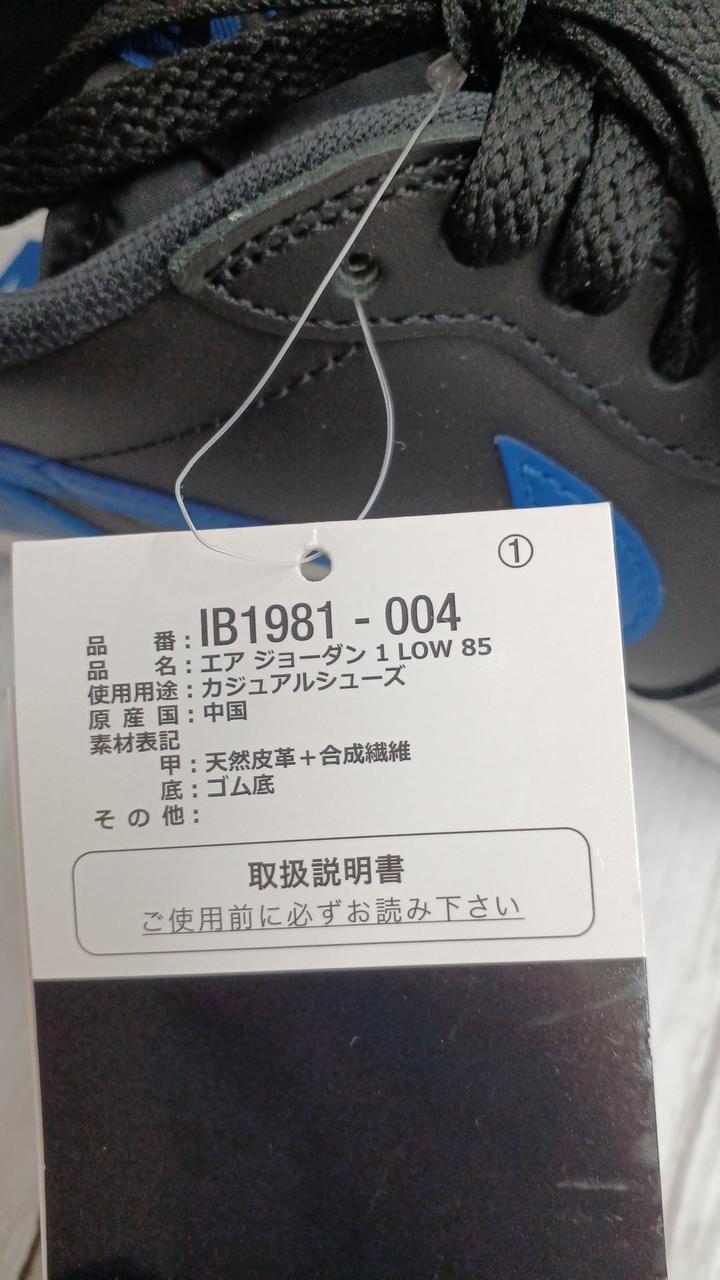 ①
品番：IB1981 - 004
品名：エア ジョーダン 1 LOW 85
使用用途：カジュアルシューズ
原産国：中国
素材表記
甲：天然皮革＋合成繊維
底：ゴム底
その他：
取扱説明書
ご使用前に必ずお読み下さい